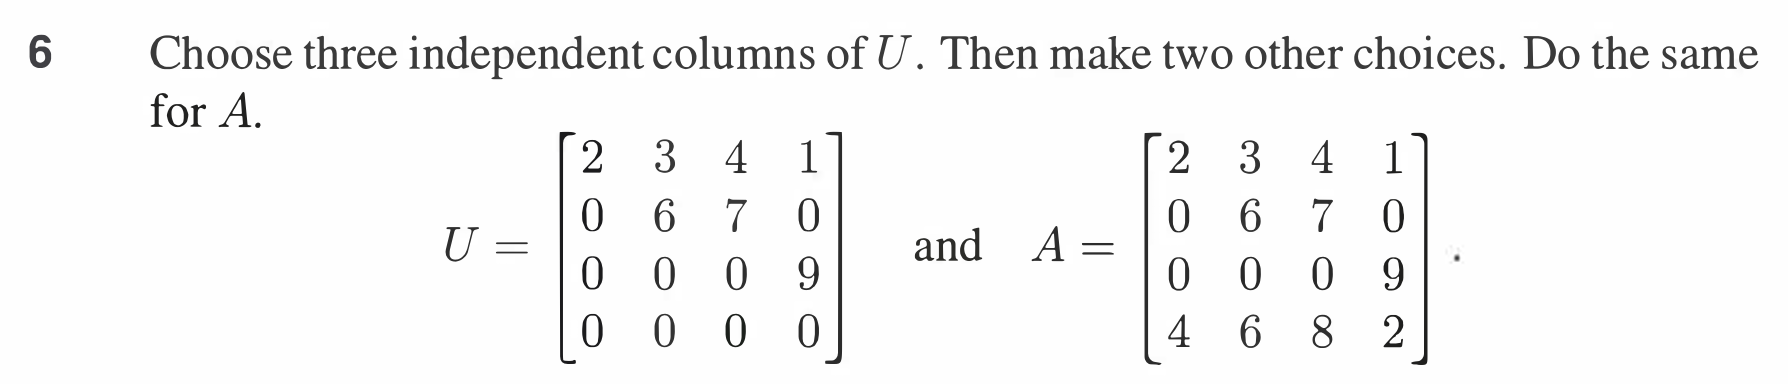 6 Choose three independent columns of U. Then make two other choices. Do the same
for A.
U = [2 3 4 1
0 6 7 0
0 0 0 9
0 0 0 0] and A = [2 3 4 1
0 6 7 0
0 0 0 9
4 6 8 2].